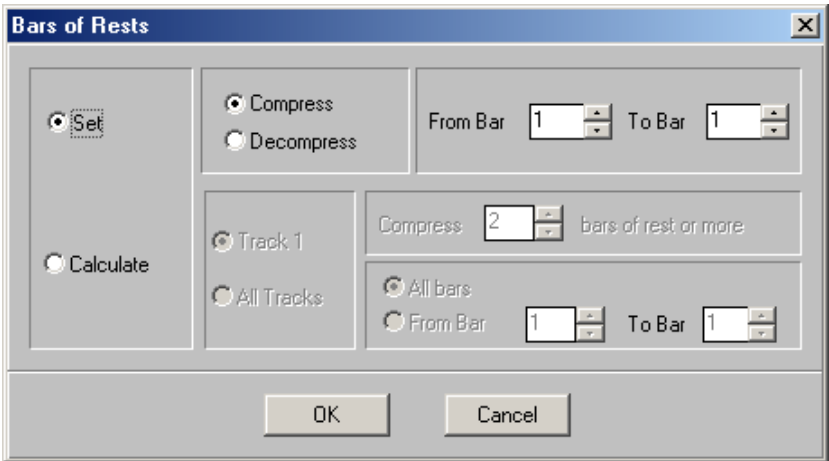 Bars of Rests
Set
Compress
Decompress
From Bar 1 To Bar 1
Calculate
Track 1
All Tracks
Compress 2 bars of rest or more
All bars
From Bar 1 To Bar 1
OK Cancel